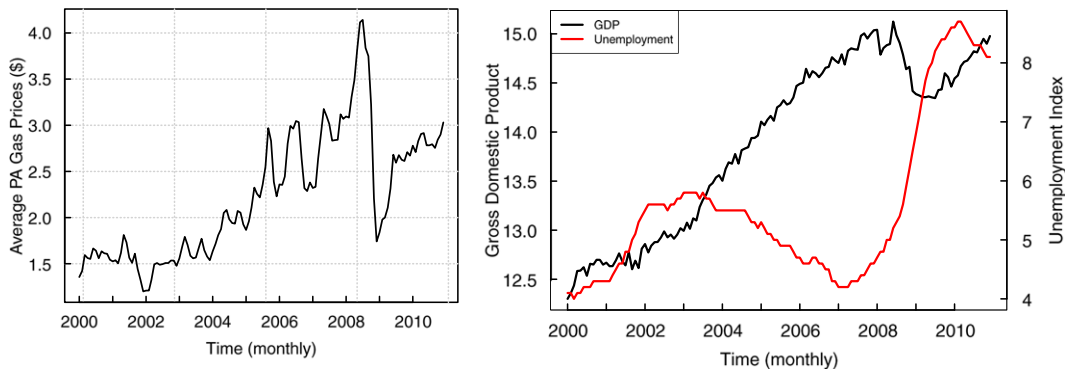 Average PA Gas Prices ($)
4.0
3.5
3.0
2.5
2.0
1.5
2000 2002 2004 2006 2008 2010
Time (monthly)
GDP
Unemployment
Gross Domestic Product
15.0
14.5
14.0
13.5
13.0
12.5
8
7
6
5
4
Unemployment Index
2000 2002 2004 2006 2008 2010
Time (monthly)